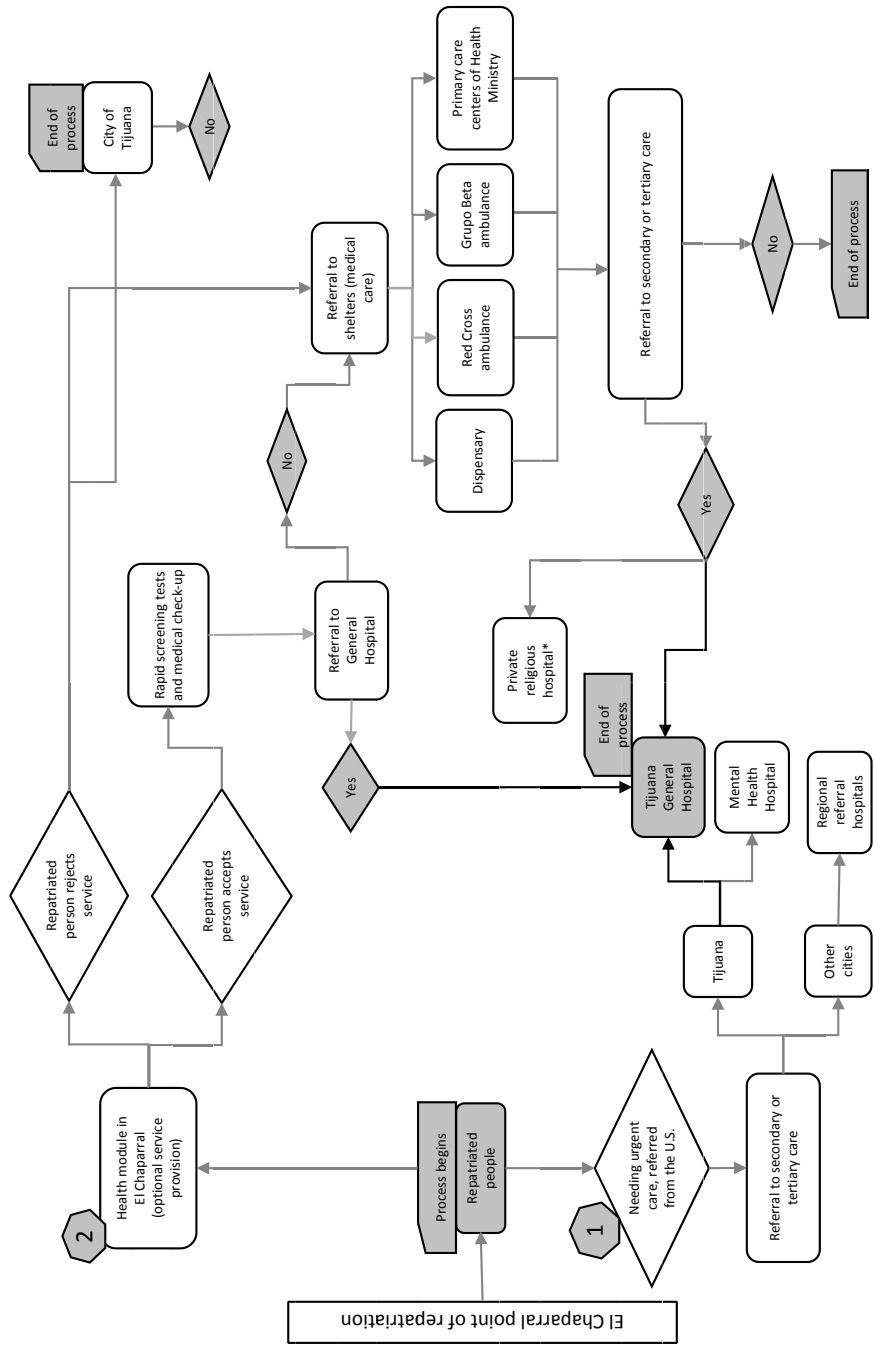 El Chaparral point of repatriation
Process begins
Repatriated
people
2
Health module in
El Chaparral
(optional service
provision)
1
Needing urgent
care, referred
from the U.S.
Referral to secondary or
tertiary care
Repatriated
person rejects
service
Repatriated
person accepts
service
Tijuana
Other
cities
Rapid screening tests
and medical check-up
Referral to
General
Hospital
Yes
No
End of
process
Tijuana
General
Hospital
Mental
Health
Hospital
Regional
referral
hospitals
Private
religious
hospital*
End of
process
City of
Tijuana
No
Referral to
shelters (medical
care)
Dispensary
Red Cross
ambulance
Grupo Beta
ambulance
Primary care
centers of Health
Ministry
Referral to secondary or tertiary care
Yes
No
End of process